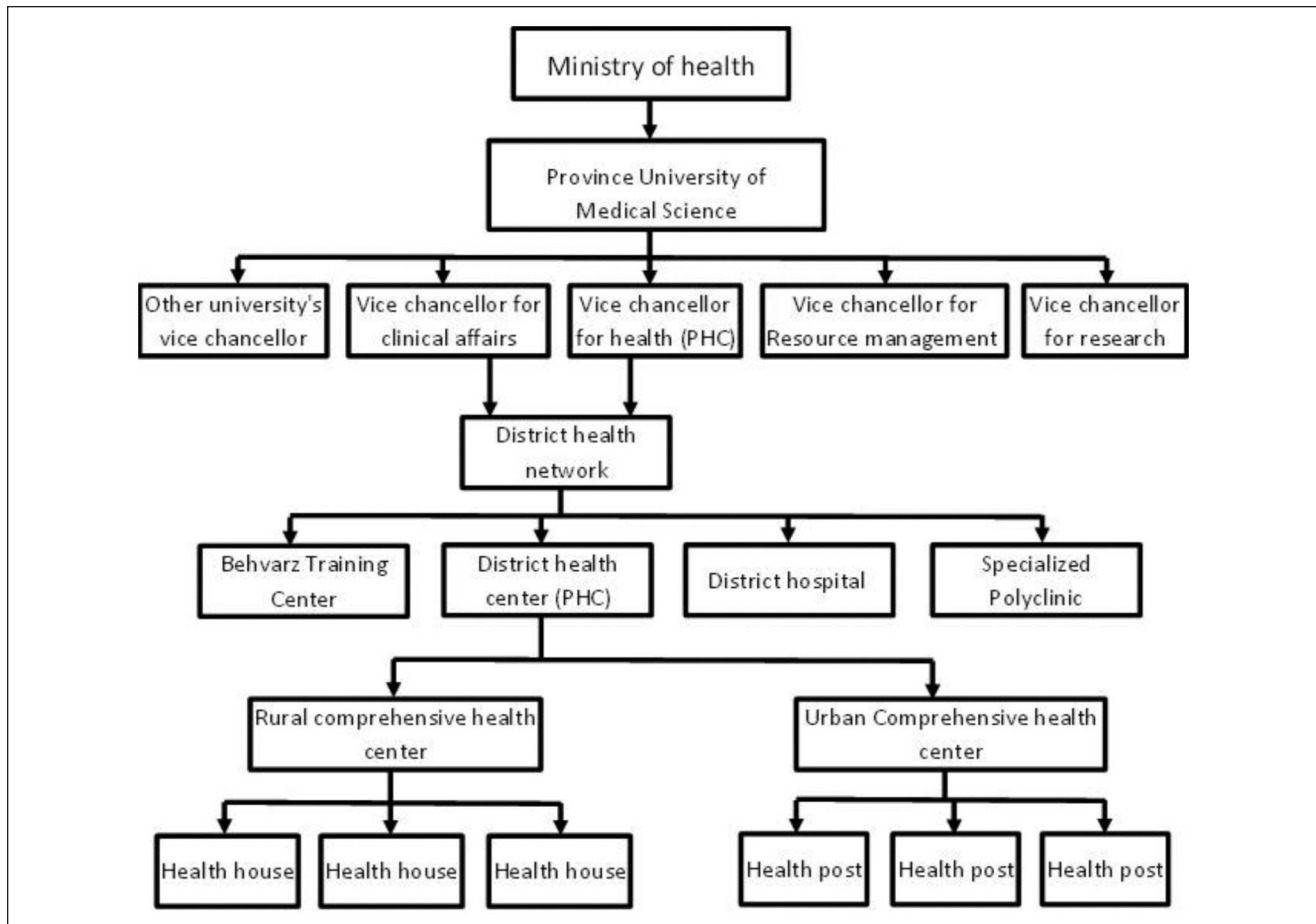 Ministry of health
Province University of
Medical Science
Other university's
vice chancellor
Vice chancellor for
clinical affairs
Vice chancellor
for health (PHC)
Vice chancellor for
Resource management
Vice chancellor
for research
District health
network
Behvarz Training
Center
District health
center (PHC)
District hospital
Specialized
Polyclinic
Rural comprehensive health
center
Urban Comprehensive health
center
Health house
Health house
Health house
Health post
Health post
Health post